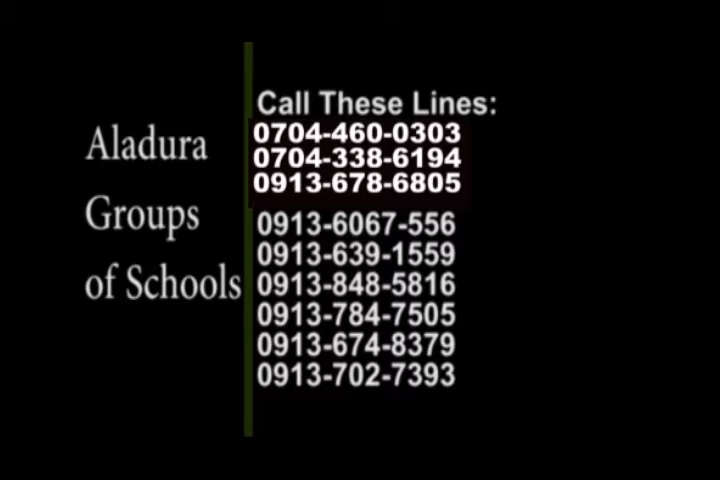 Aladura
Groups
of Schools
Call These Lines:
0704-460-0303
0704-338-6194
0913-678-6805
0913-6067-556
0913-639-1559
0913-848-5816
0913-784-7505
0913-674-8379
0913-702-7393